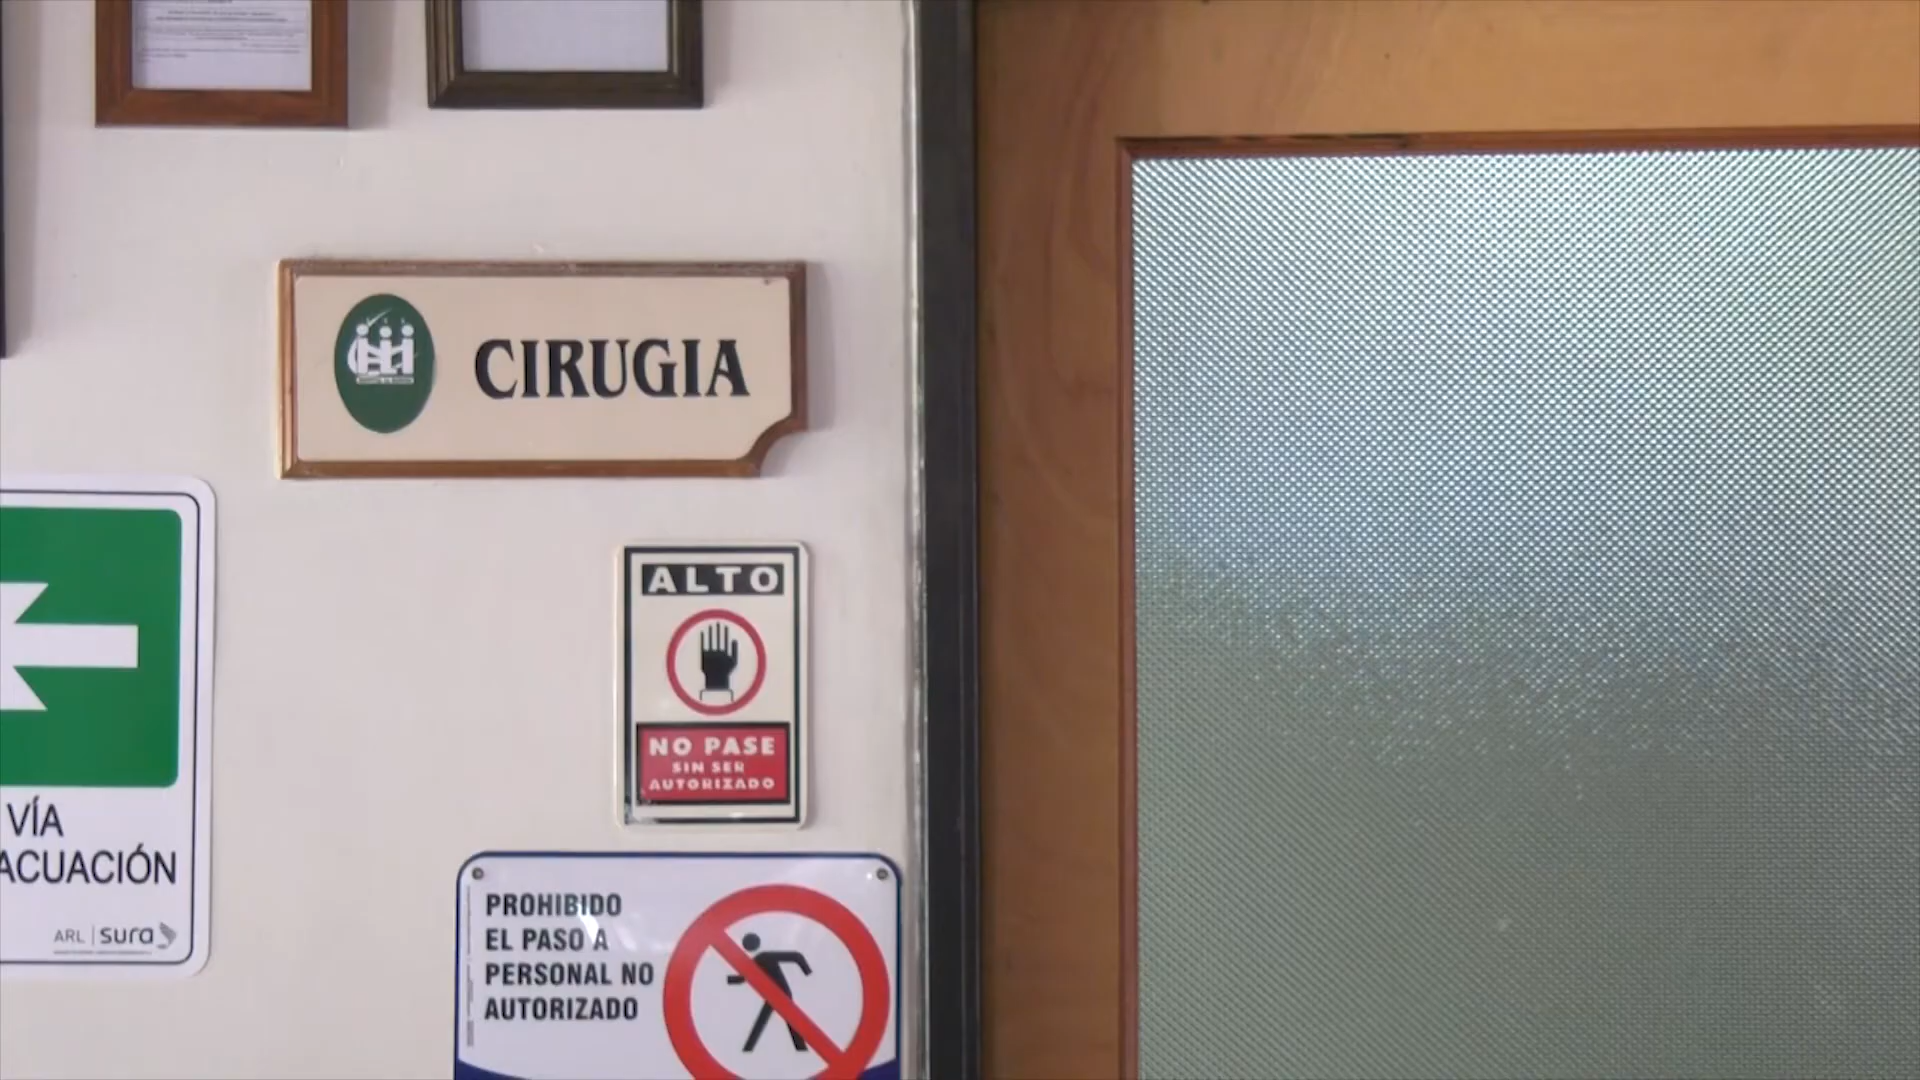 CIRUGIA
ALTO
NO PASE
SIN SER
AUTORIZADO
VÍA
ACUACIÓN
ARL sura
PROHIBIDO
EL PASO A
PERSONAL NO
AUTORIZADO